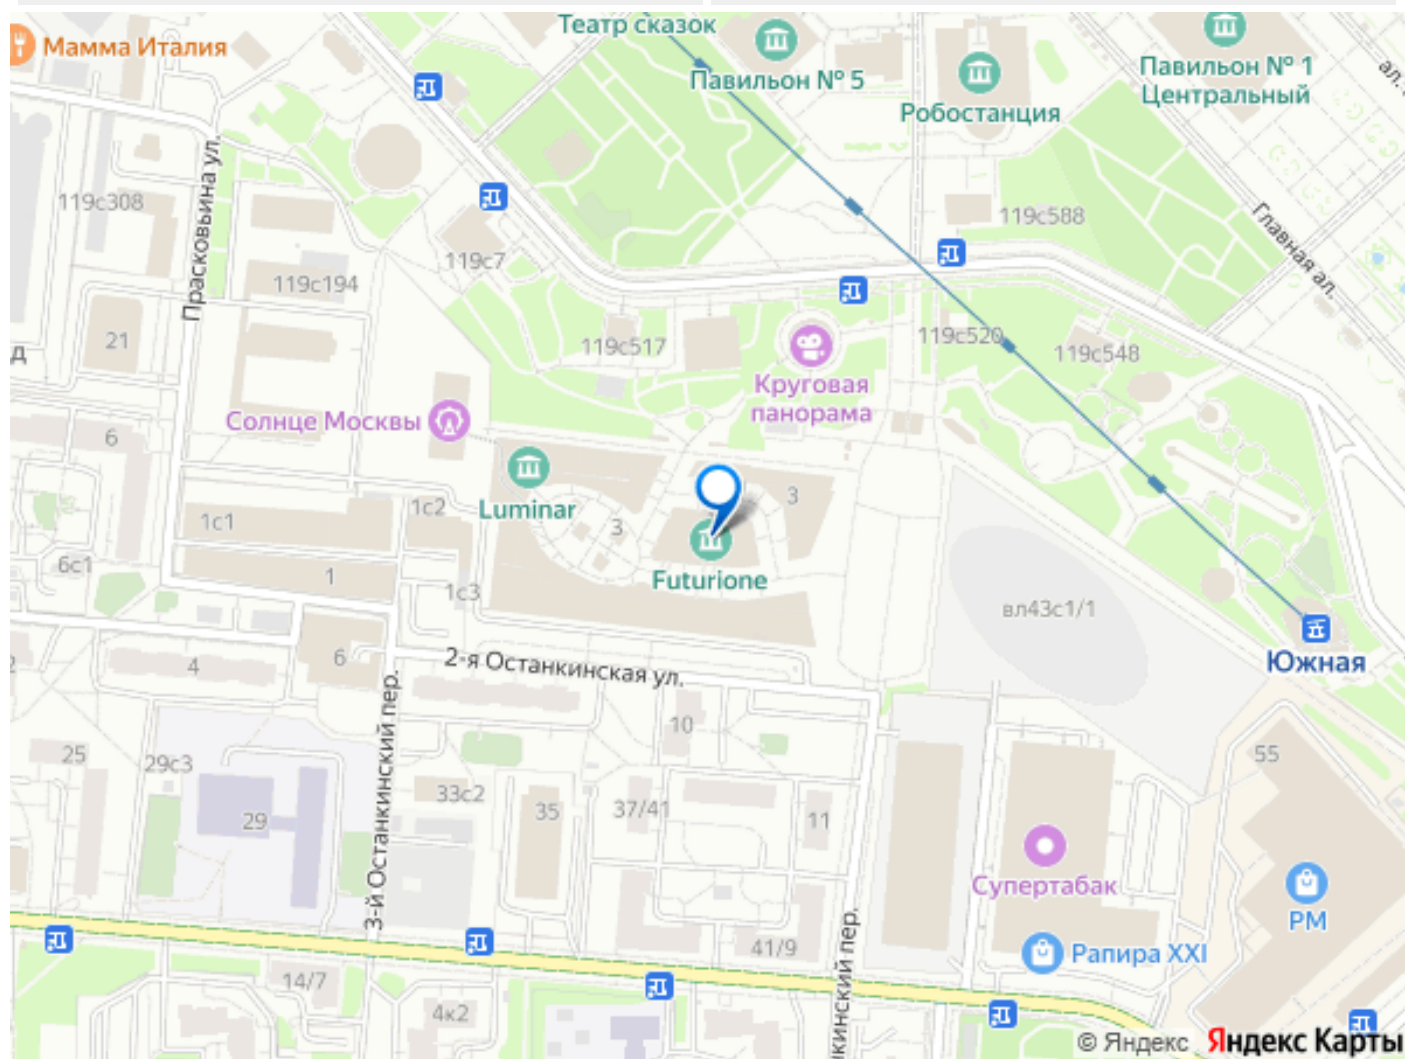 Театр сказок
Мамма Италия
Павильон № 5
Павильон № 1
Центральный
Робостанция
Прасковьина ул.
119с308
119с588
Главная ал.
119с7
119с194
119с517
119с520
119с548
21
Круговая
панорама
Солнце Москвы
6
Luminar
3
3
1с1
1с2
Futurione
6с1
1
1с3
вл43с1/1
Южная
4
6
2-я Останкинская ул.
3-й Останкинский пер.
10
25
29с3
55
33с2
35
37/41
11
29
Супертабак
РМ
41/9
Рапира XXI
14/7
4к2
© Яндекс Яндекс Карты